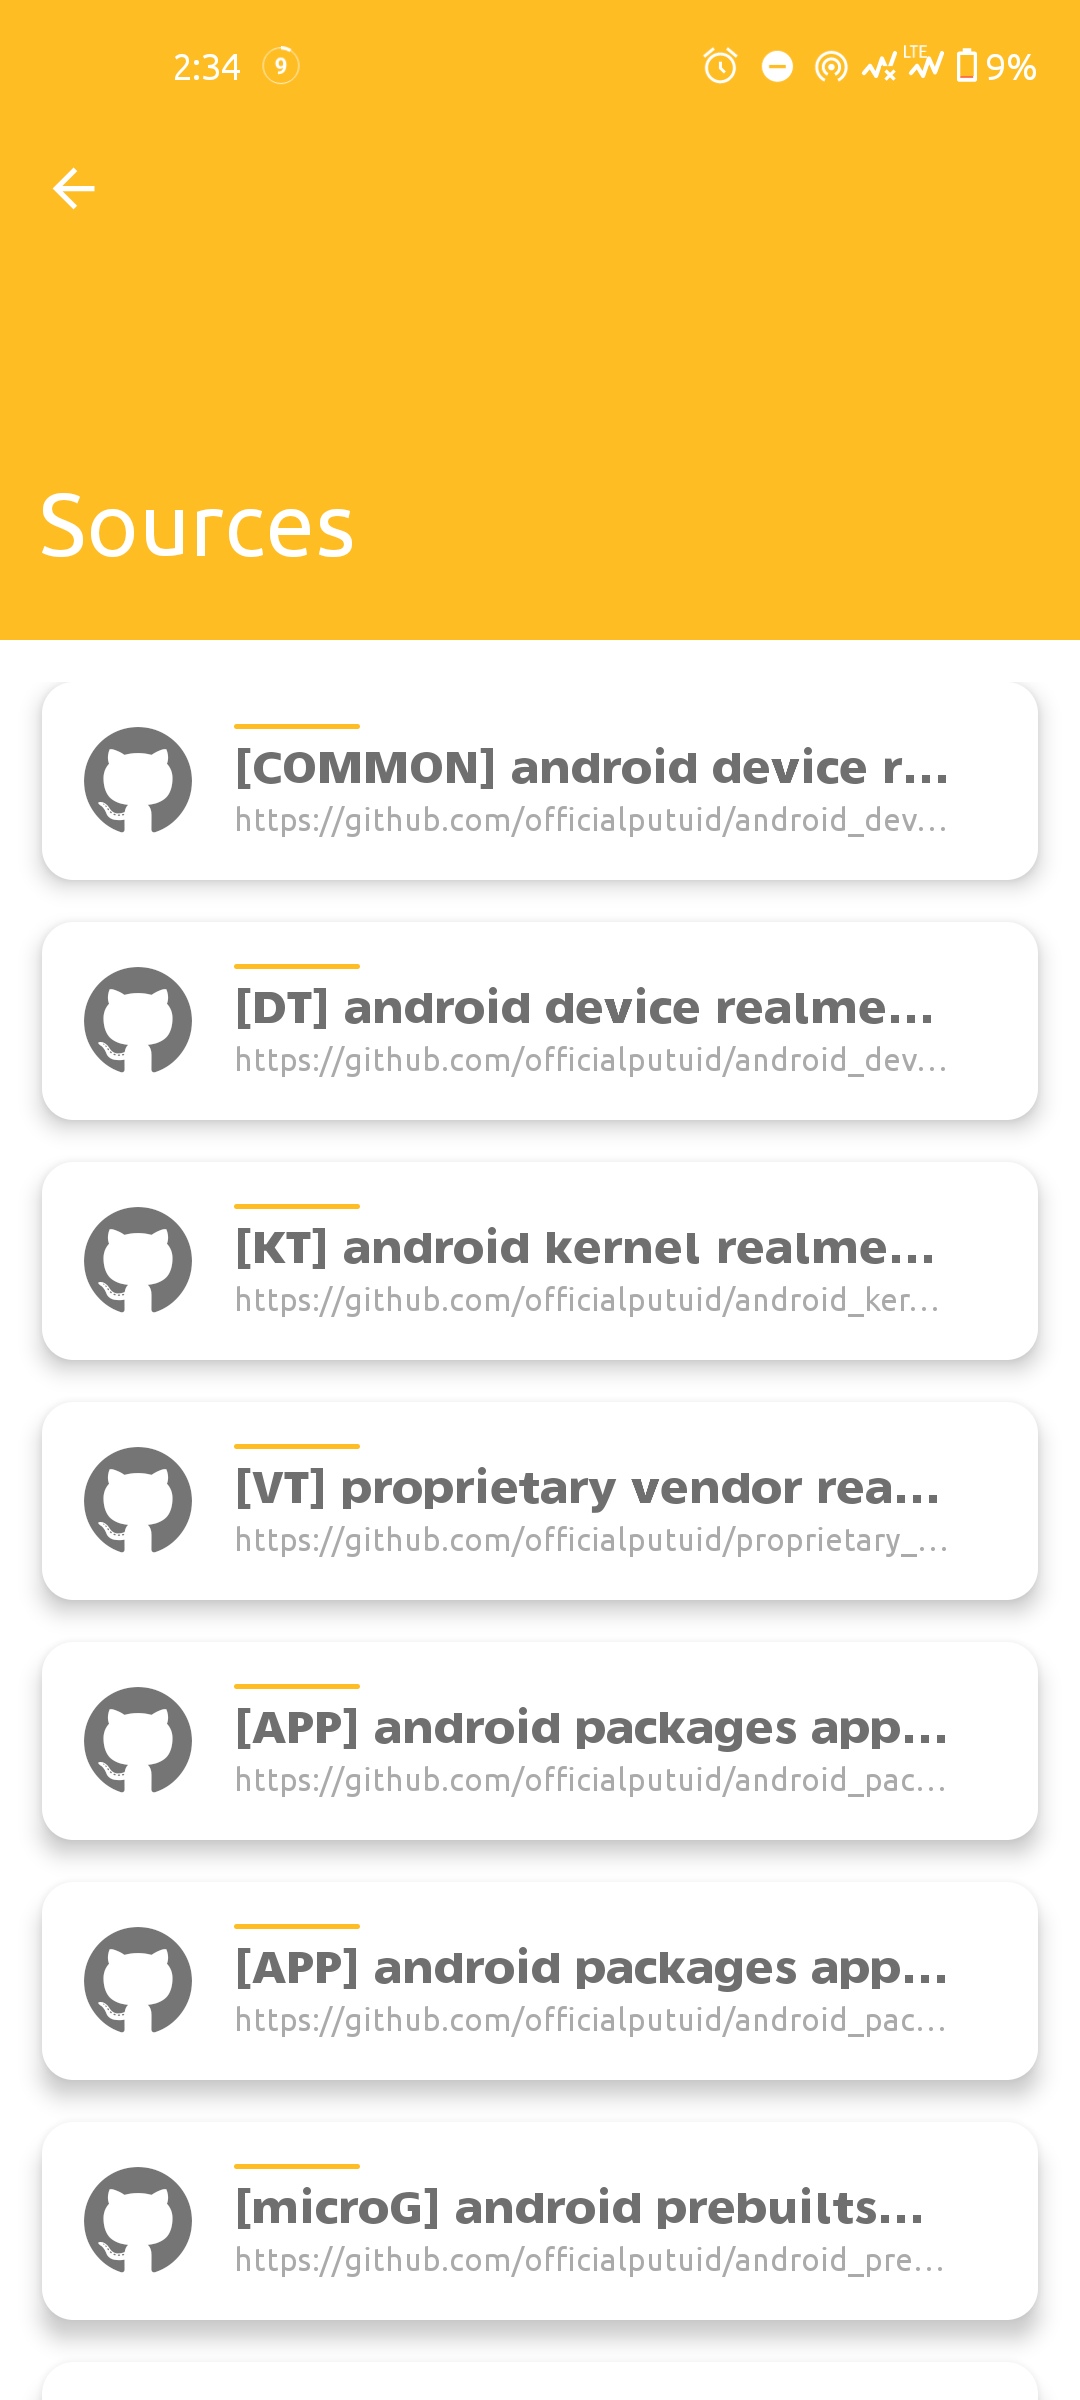 2:34
9
LTE
9%
Sources
[COMMON] android device r...
https://github.com/officialputuid/android_dev...
[DT] android device realme...
https://github.com/officialputuid/android_dev...
[KT] android kernel realme...
https://github.com/officialputuid/android_ker...
[VT] proprietary vendor rea...
https://github.com/officialputuid/proprietary_...
[APP] android packages app...
https://github.com/officialputuid/android_pac...
[APP] android packages app...
https://github.com/officialputuid/android_pac...
[microG] android prebuilts...
https://github.com/officialputuid/android_pre...